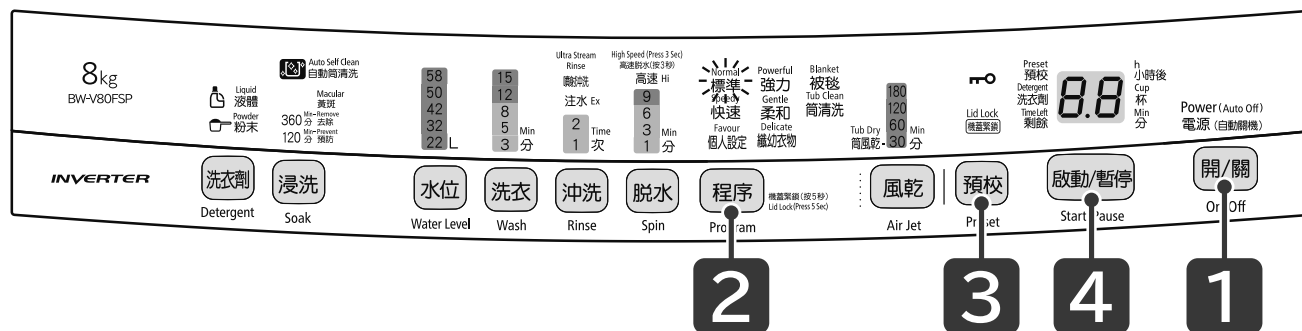 8kg
BW-V80FSP
Auto Self Clean
自動筒清洗
Liquid
液體
Powder
粉末
Macular
黃斑
360 Min 分 - Remove 去除
120 Min 分 - Prevent 預防
58
50
42
32
22 L
15
12
8
5 Min
3 分
Ultra Stream
Rinse
瞬動沖洗
注水 Ex
2 Time
1 次
High Speed (Press 3 Sec)
高速脱水(按3秒)
高速 Hi
9
6
3 Min
1 分
Normal
標準
Speedy
快速
Favour
個人設定
Powerful
強力
Gentle
柔和
Delicate
纖幼衣物
Blanket
被毯
Tub Clean
筒清洗
180
120
60 Min
Tub Dry
筒風乾 - 30 分
Lid Lock
機蓋緊鎖
Preset
預校
Detergent
洗衣劑
Time Left
剩餘
8.8
h
小時後
Cup
杯
Min
分
Power (Auto Off)
電源 (自動關機)
INVERTER
洗衣劑
Detergent
浸洗
Soak
水位
Water Level
洗衣
Wash
沖洗
Rinse
脱水
Spin
程序
Program
機蓋緊鎖(按5秒)
Lid Lock(Press 5 Sec)
風乾
Air Jet
預校
Preset
啟動/暫停
Start/Pause
開/關
On/Off
2
3
4
1